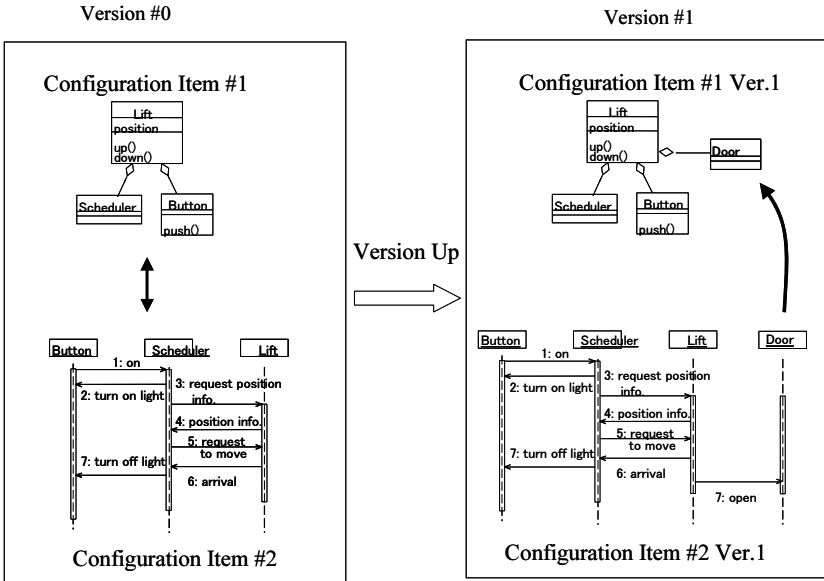 Version #0
Version #1
Configuration Item #1
Lift
position
up()
down()
Scheduler
Button
push()
Button
Scheduler
Lift
1: on
2: turn on light
3: request position
info.
4: position info.
5: request
to move
7: turn off light
6: arrival
Configuration Item #2
Version Up
Configuration Item #1 Ver.1
Lift
position
up()
down()
Door
Scheduler
Button
push()
Button
Scheduler
Lift
Door
1: on
2: turn on light
3: request position
info.
4: position info.
5: request
to move
7: turn off light
6: arrival
7: open
Configuration Item #2 Ver.1